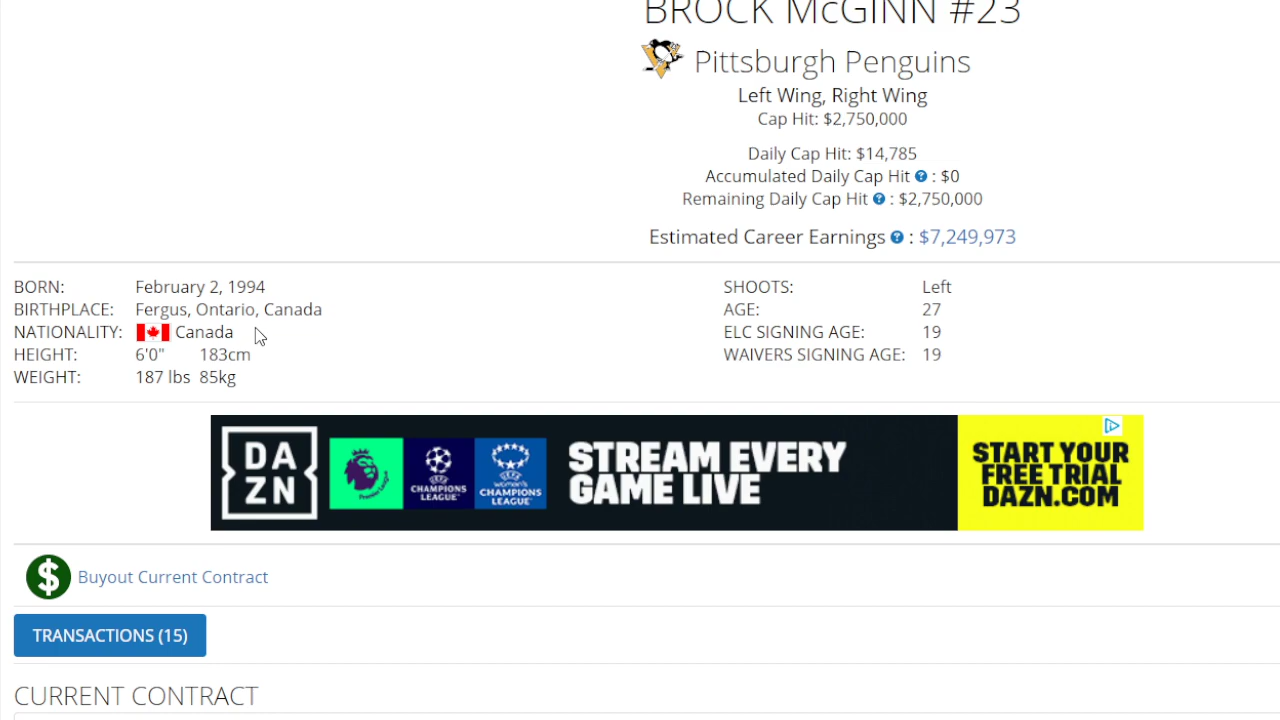 BROCK McGINN #23
Pittsburgh Penguins
Left Wing, Right Wing
Cap Hit: $2,750,000
Daily Cap Hit: $14,785
Accumulated Daily Cap Hit ? : $0
Remaining Daily Cap Hit ? : $2,750,000
Estimated Career Earnings ? : $7,249,973
BORN: February 2, 1994
BIRTHPLACE: Fergus, Ontario, Canada
NATIONALITY: Canada
HEIGHT: 6'0" 183cm
WEIGHT: 187 lbs 85kg
SHOOTS: Left
AGE: 27
ELC SIGNING AGE: 19
WAIVERS SIGNING AGE: 19
DA
ZN
Premier League
CHAMPIONS
LEAGUE
UEFA
women's
CHAMPIONS
LEAGUE
STREAM EVERY
GAME LIVE
START YOUR
FREE TRIAL
DAZN.COM
$ Buyout Current Contract
TRANSACTIONS (15)
CURRENT CONTRACT